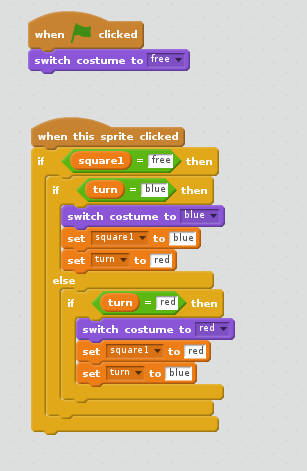 when clicked
switch costume to free
when this sprite clicked
if square1 = free then
if turn = blue then
switch costume to blue
set square1 to blue
set turn to red
else
if turn = red then
switch costume to red
set square1 to red
set turn to blue